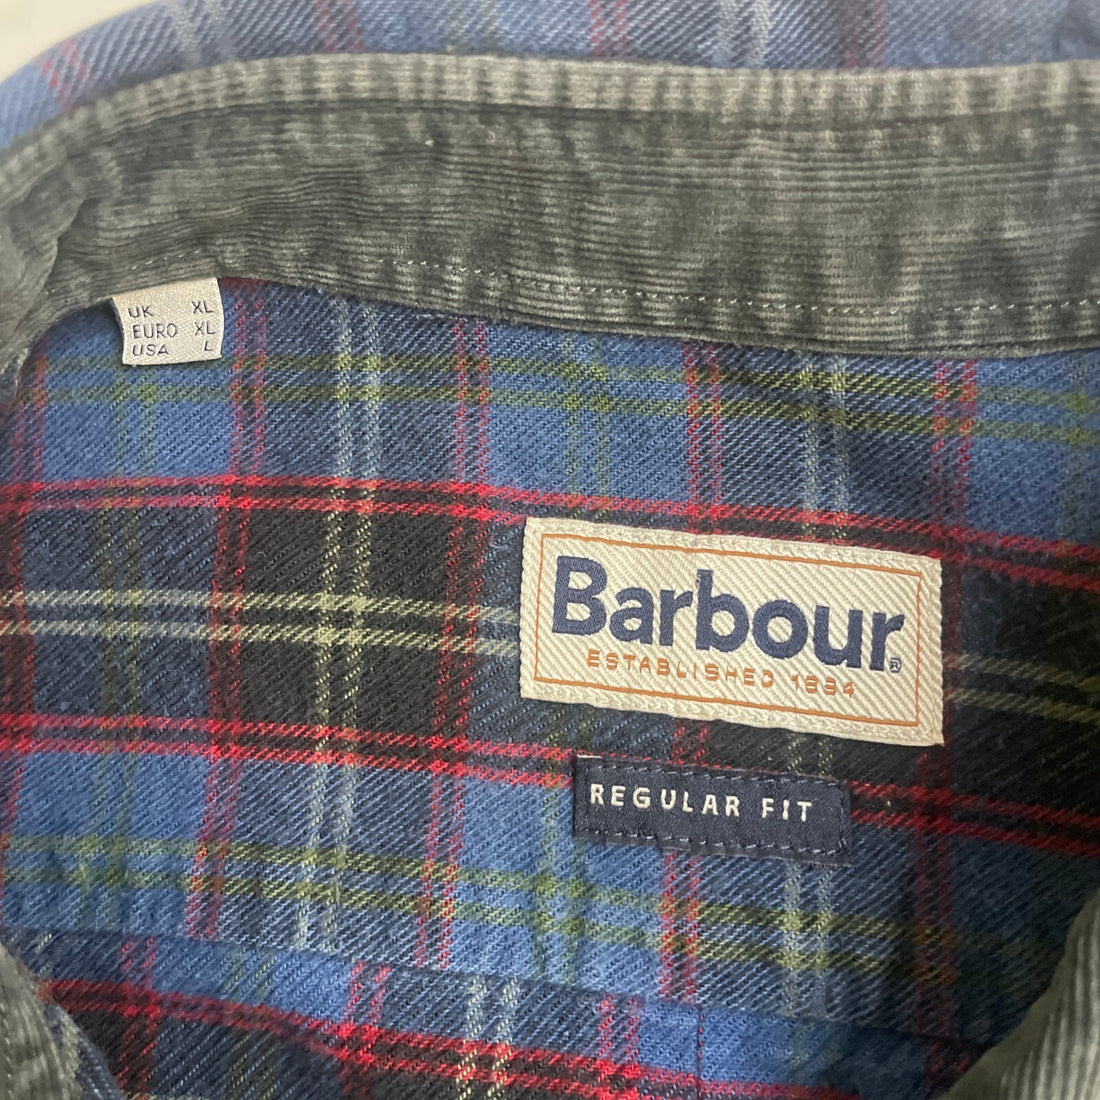 UK XL
EURO XL
USA L
Barbour®
ESTABLISHED 1894
REGULAR FIT